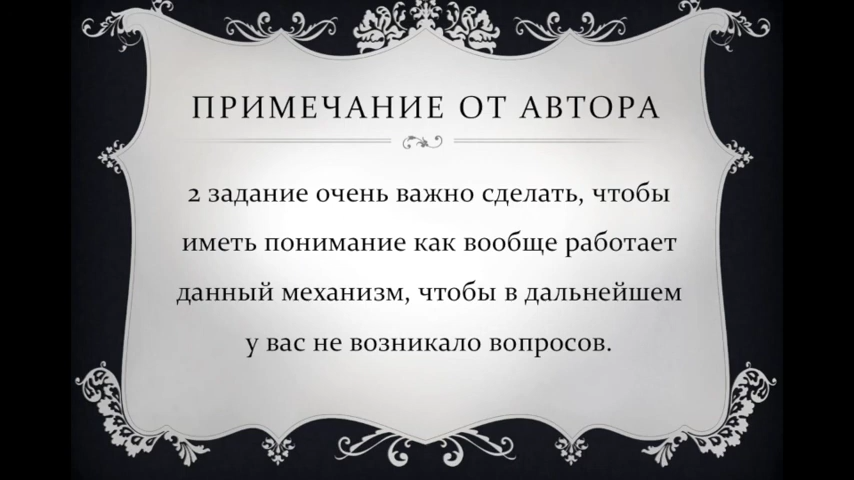 ПРИМЕЧАНИЕ ОТ АВТОРА
2 задание очень важно сделать, чтобы
иметь понимание как вообще работает
данный механизм, чтобы в дальнейшем
у вас не возникало вопросов.